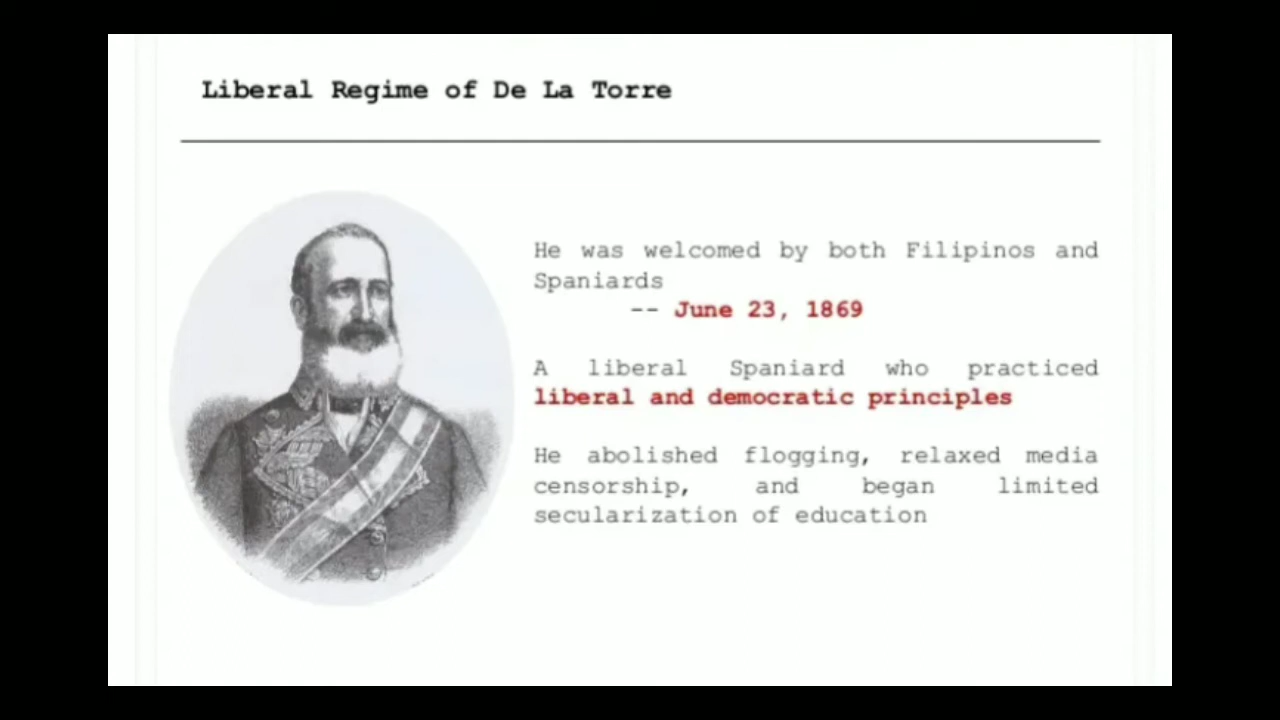 Liberal Regime of De La Torre
He was welcomed by both Filipinos and
Spaniards
-- June 23, 1869
A liberal Spaniard who practiced
liberal and democratic principles
He abolished flogging, relaxed media
censorship, and began limited
secularization of education